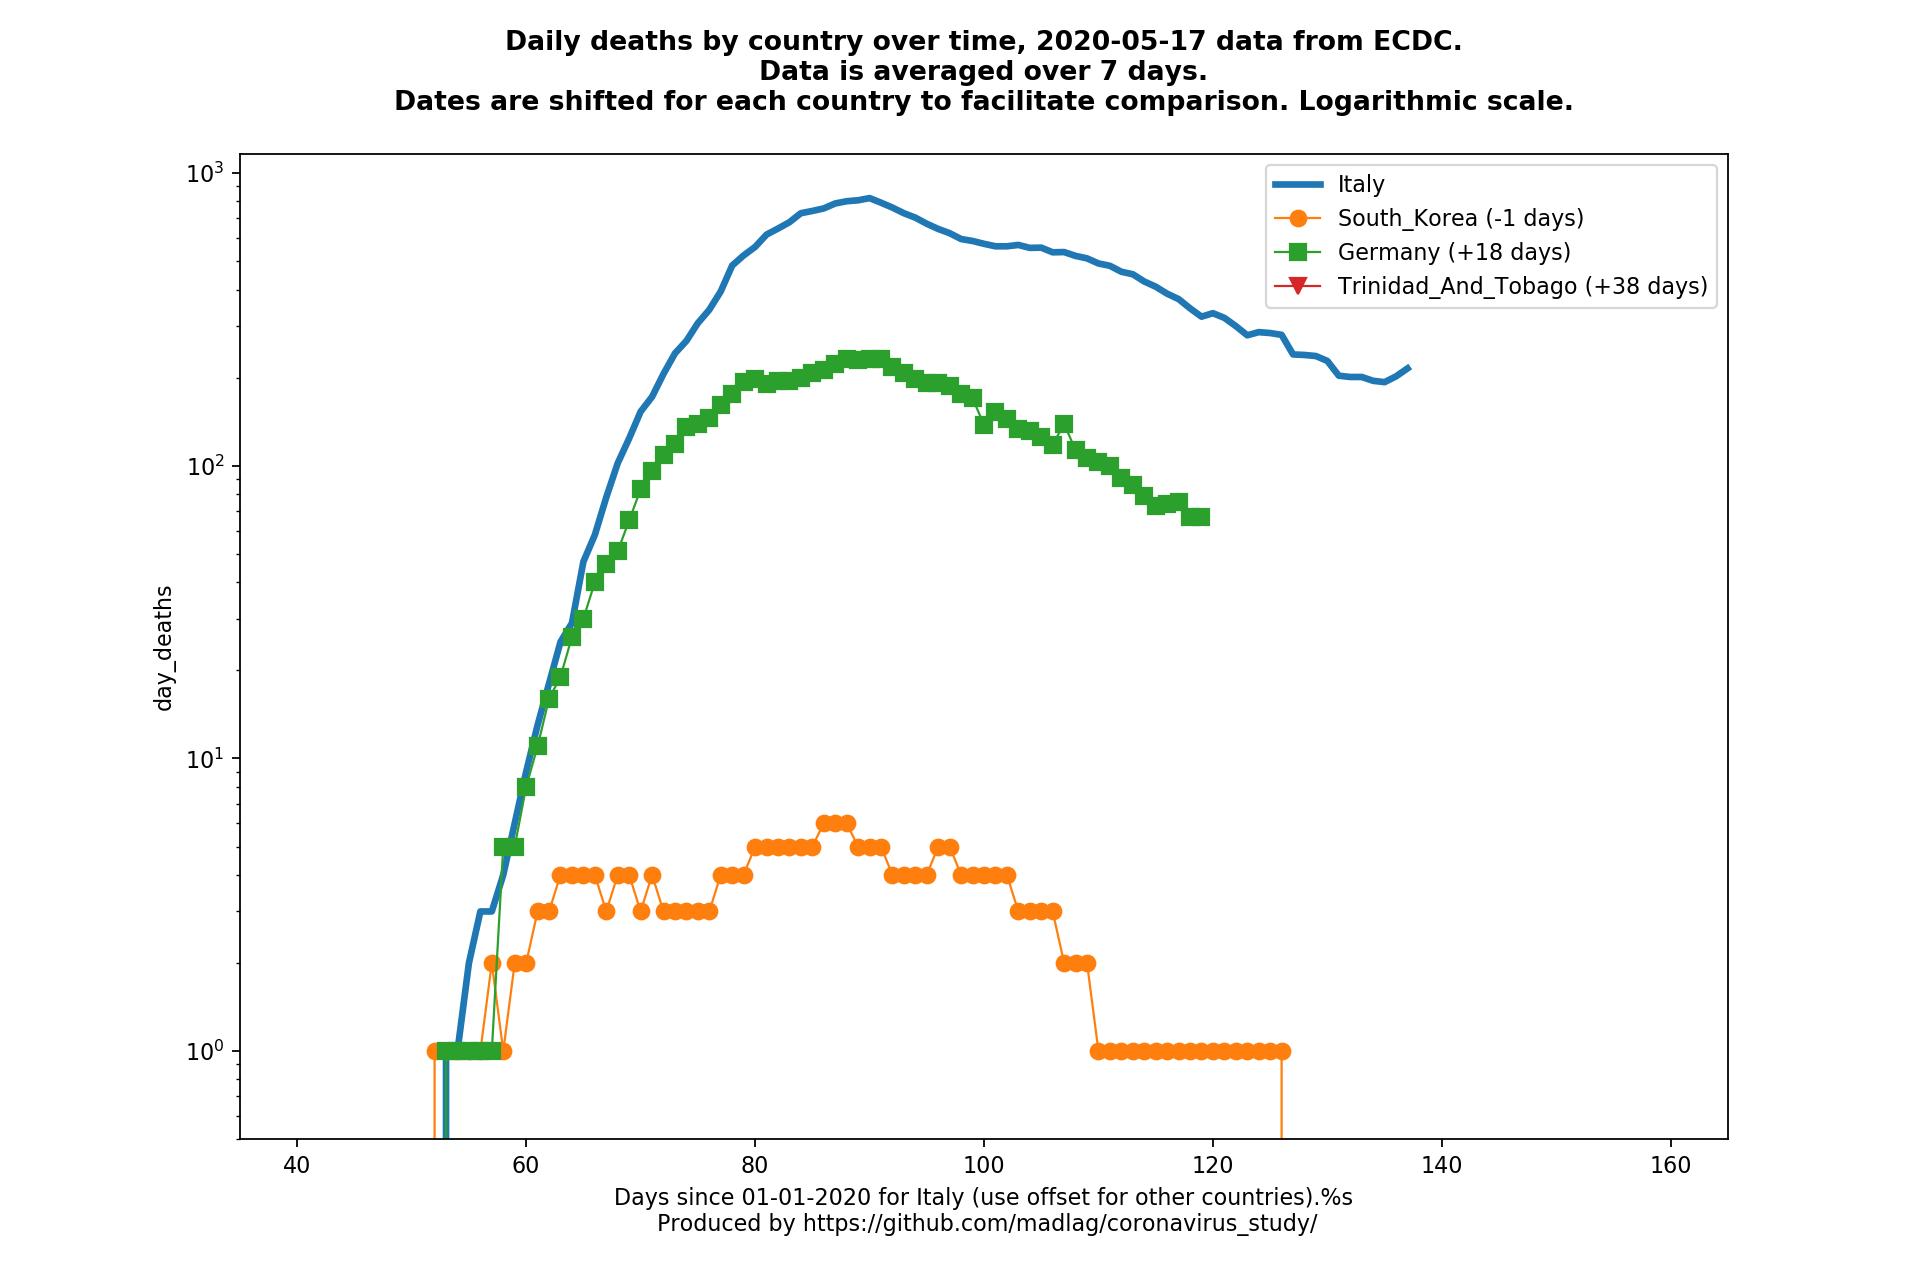 Daily deaths by country over time, 2020-05-17 data from ECDC.
Data is averaged over 7 days.
Dates are shifted for each country to facilitate comparison. Logarithmic scale.
10³
10²
10¹
10⁰
day_deaths
Italy
South_Korea (-1 days)
Germany (+18 days)
Trinidad_And_Tobago (+38 days)
40 60 80 100 120 140 160
Days since 01-01-2020 for Italy (use offset for other countries).%s
Produced by https://github.com/madlag/coronavirus_study/